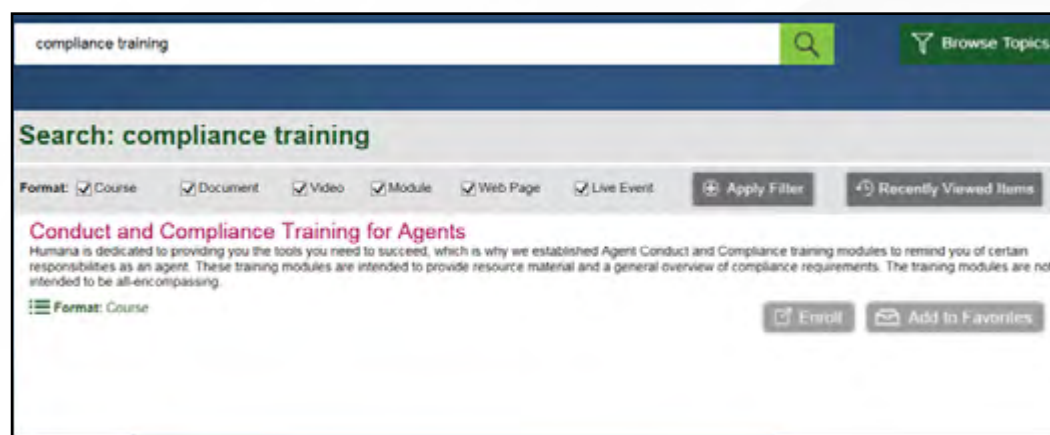 compliance training
Browse Topics
Search: compliance training
Format: Course Document Video Module Web Page Live Event Apply Filter Recently Viewed Items
Conduct and Compliance Training for Agents
Humana is dedicated to providing you the tools you need to succeed, which is why we established Agent Conduct and Compliance training modules to remind you of certain
responsibilities as an agent. These training modules are intended to provide resource material and a general overview of compliance requirements. The training modules are not
intended to be all-encompassing.
Format: Course
Enroll Add to Favorites